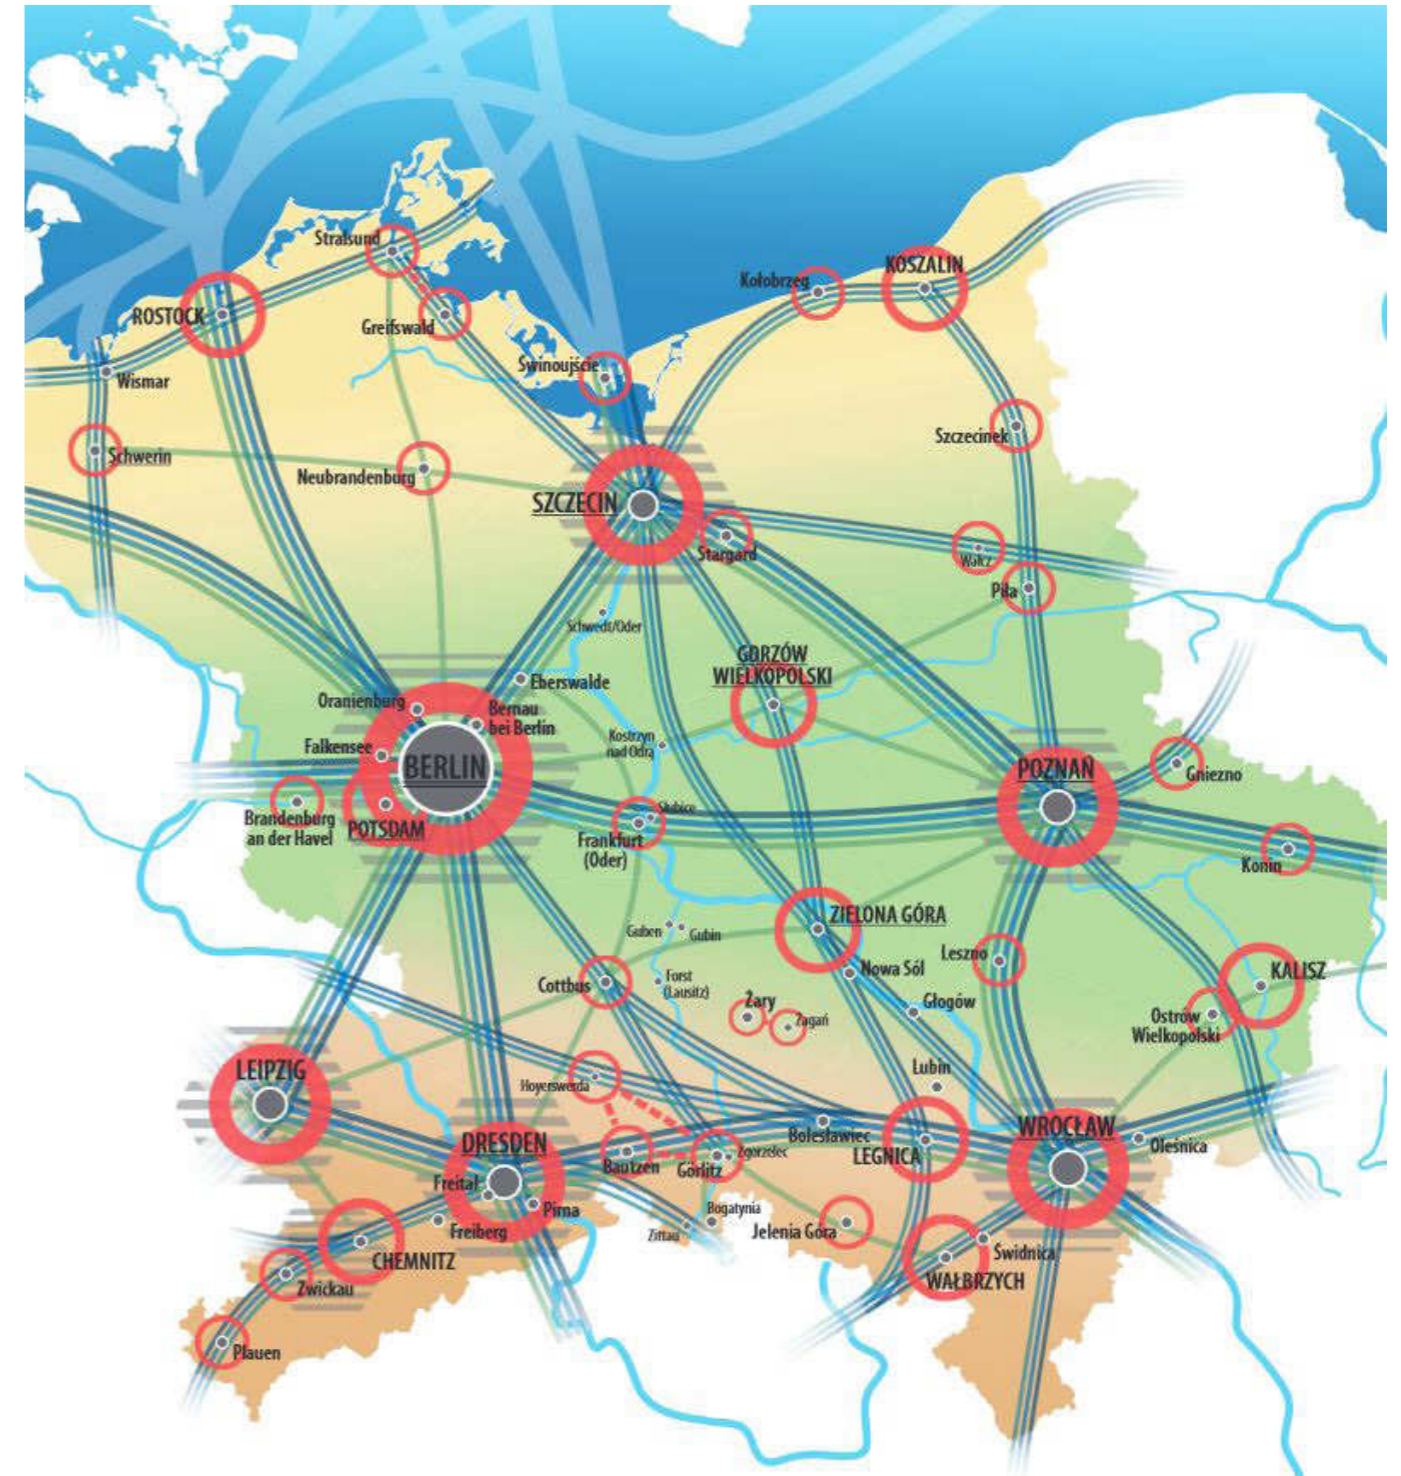 Stralsund
KOSZALIN
Kołobrzeg
ROSTOCK
Greifswald
Świnoujście
Wismar
Szczecinek
Schwerin
Neubrandenburg
SZCZECIN
Stargard
Wałcz
Piła
Schwedt/Oder
GORZÓW
WIELKOPOLSKI
Eberswalde
Oranienburg
Bernau
bei Berlin
Kostrzyn
nad Odrą
Falkensee
BERLIN
POZNAŃ
Gniezno
Słubice
Brandenburg
an der Havel
POTSDAM
Frankfurt
(Oder)
Konin
ZIELONA GÓRA
Guben
Gubin
Leszno
Nowa Sól
KALISZ
Cottbus
Forst
(Lausitz)
Żary
Żagań
Głogów
Ostrów
Wielkopolski
LEIPZIG
Lubin
Hoyerswerda
DRESDEN
Bolesławiec
WROCŁAW
LEGNICA
Oleśnica
Bautzen
Görlitz
Zgorzelec
Freital
Pirna
Bogatynia
Freiberg
Zittau
Jelenia Góra
CHEMNITZ
Świdnica
WAŁBRZYCH
Zwickau
Plauen